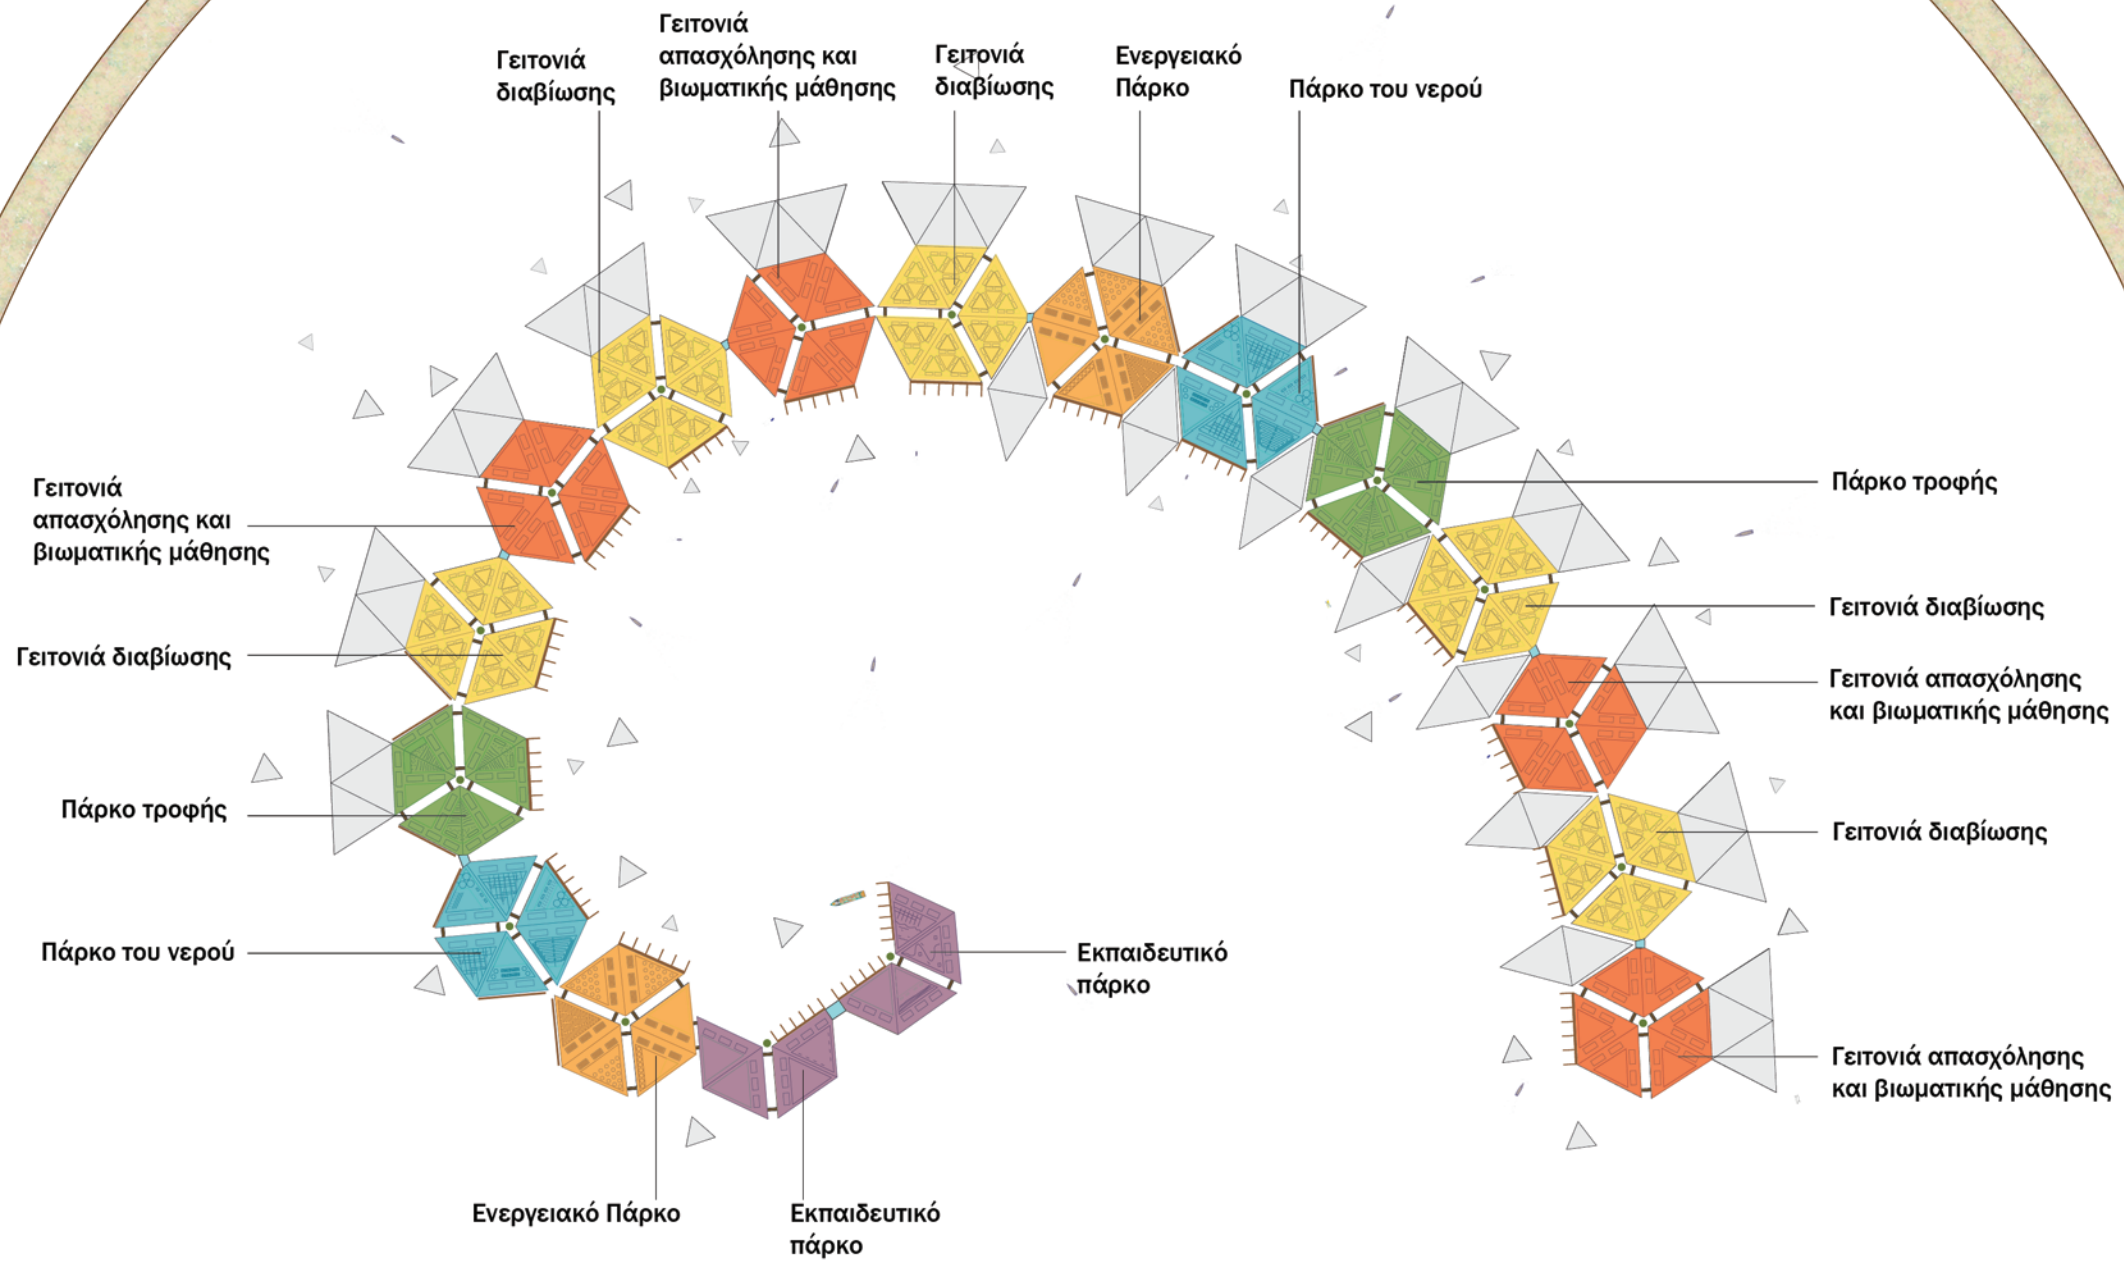 Γειτονιά
διαβίωσης
Γειτονιά
απασχόλησης και
βιωματικής μάθησης
Γειτονιά
διαβίωσης
Ενεργειακό
Πάρκο
Πάρκο του νερού
Πάρκο τροφής
Γειτονιά διαβίωσης
Γειτονιά απασχόλησης
και βιωματικής μάθησης
Γειτονιά διαβίωσης
Γειτονιά απασχόλησης
και βιωματικής μάθησης
Γειτονιά
απασχόλησης και
βιωματικής μάθησης
Γειτονιά διαβίωσης
Πάρκο τροφής
Πάρκο του νερού
Ενεργειακό Πάρκο
Εκπαιδευτικό
πάρκο
Εκπαιδευτικό
πάρκο